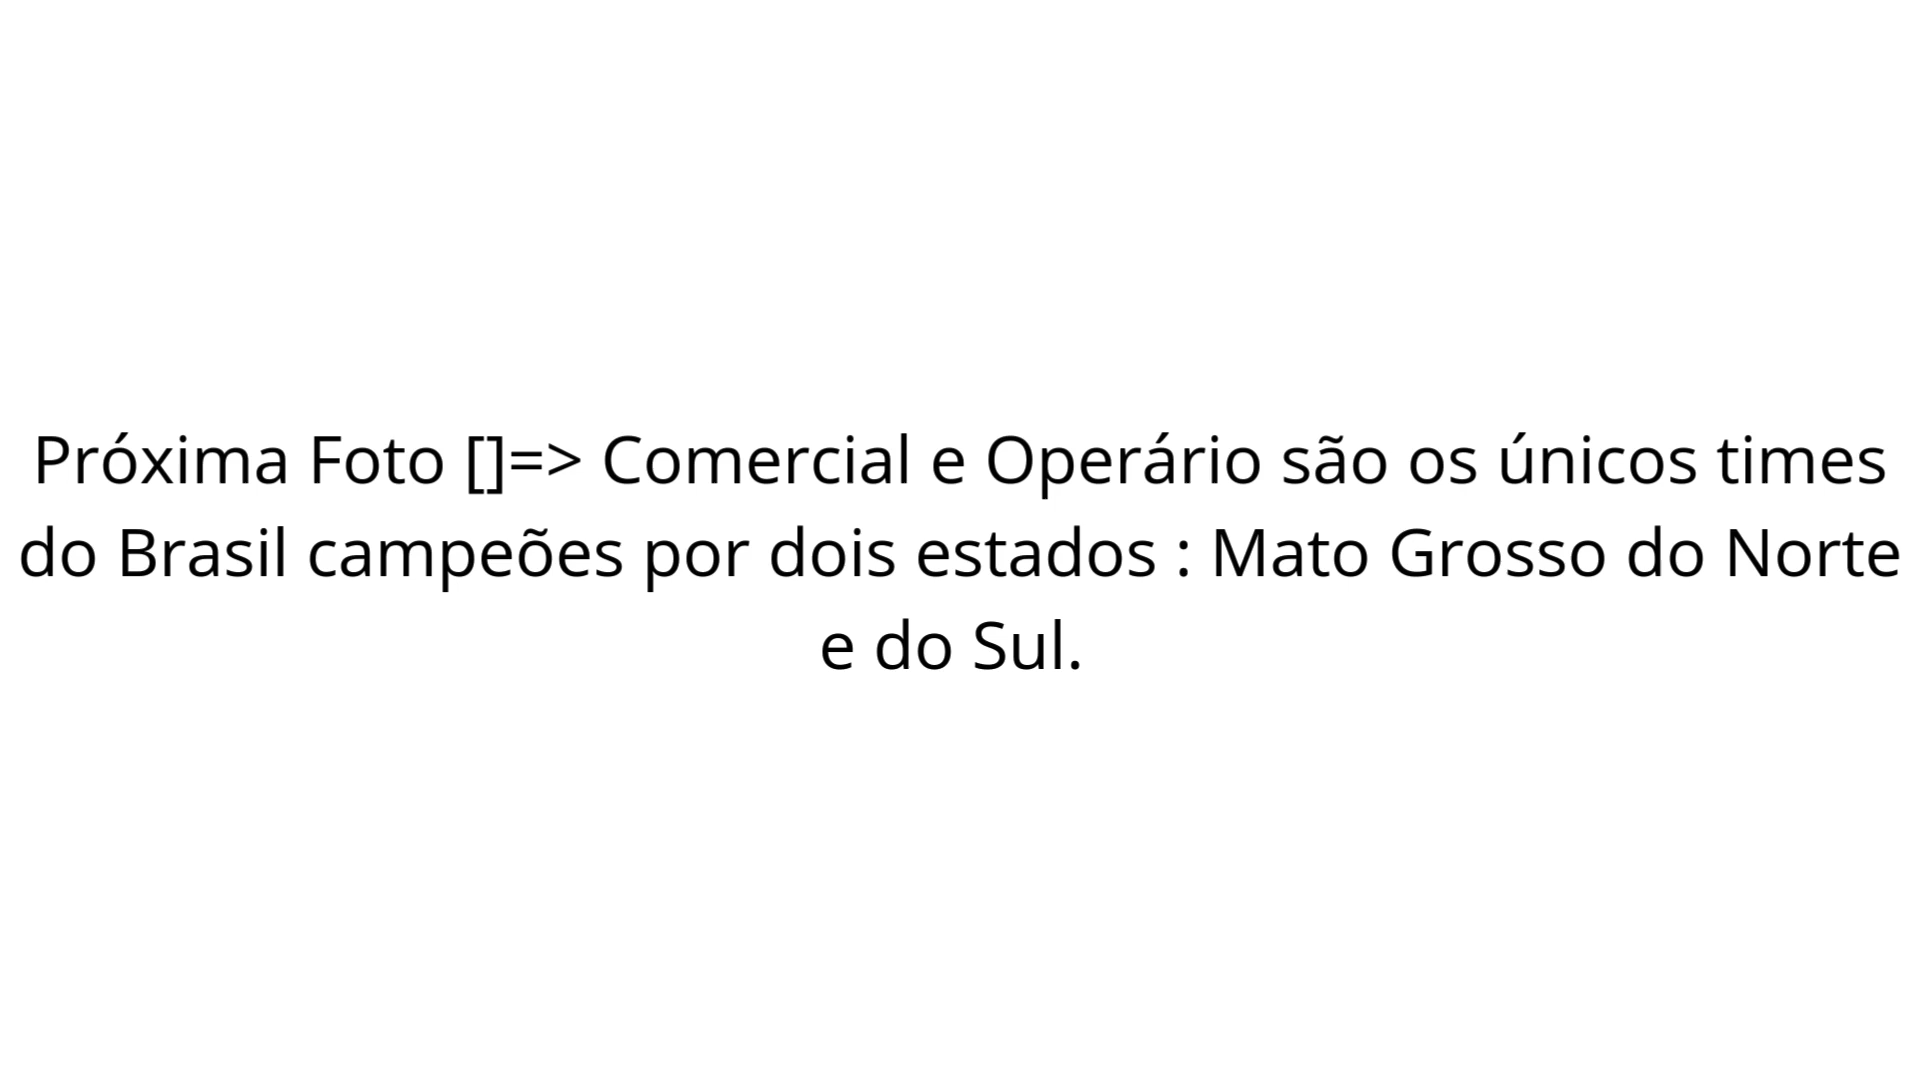 Próxima Foto []=> Comercial e Operário são os únicos times
do Brasil campeões por dois estados : Mato Grosso do Norte
e do Sul.